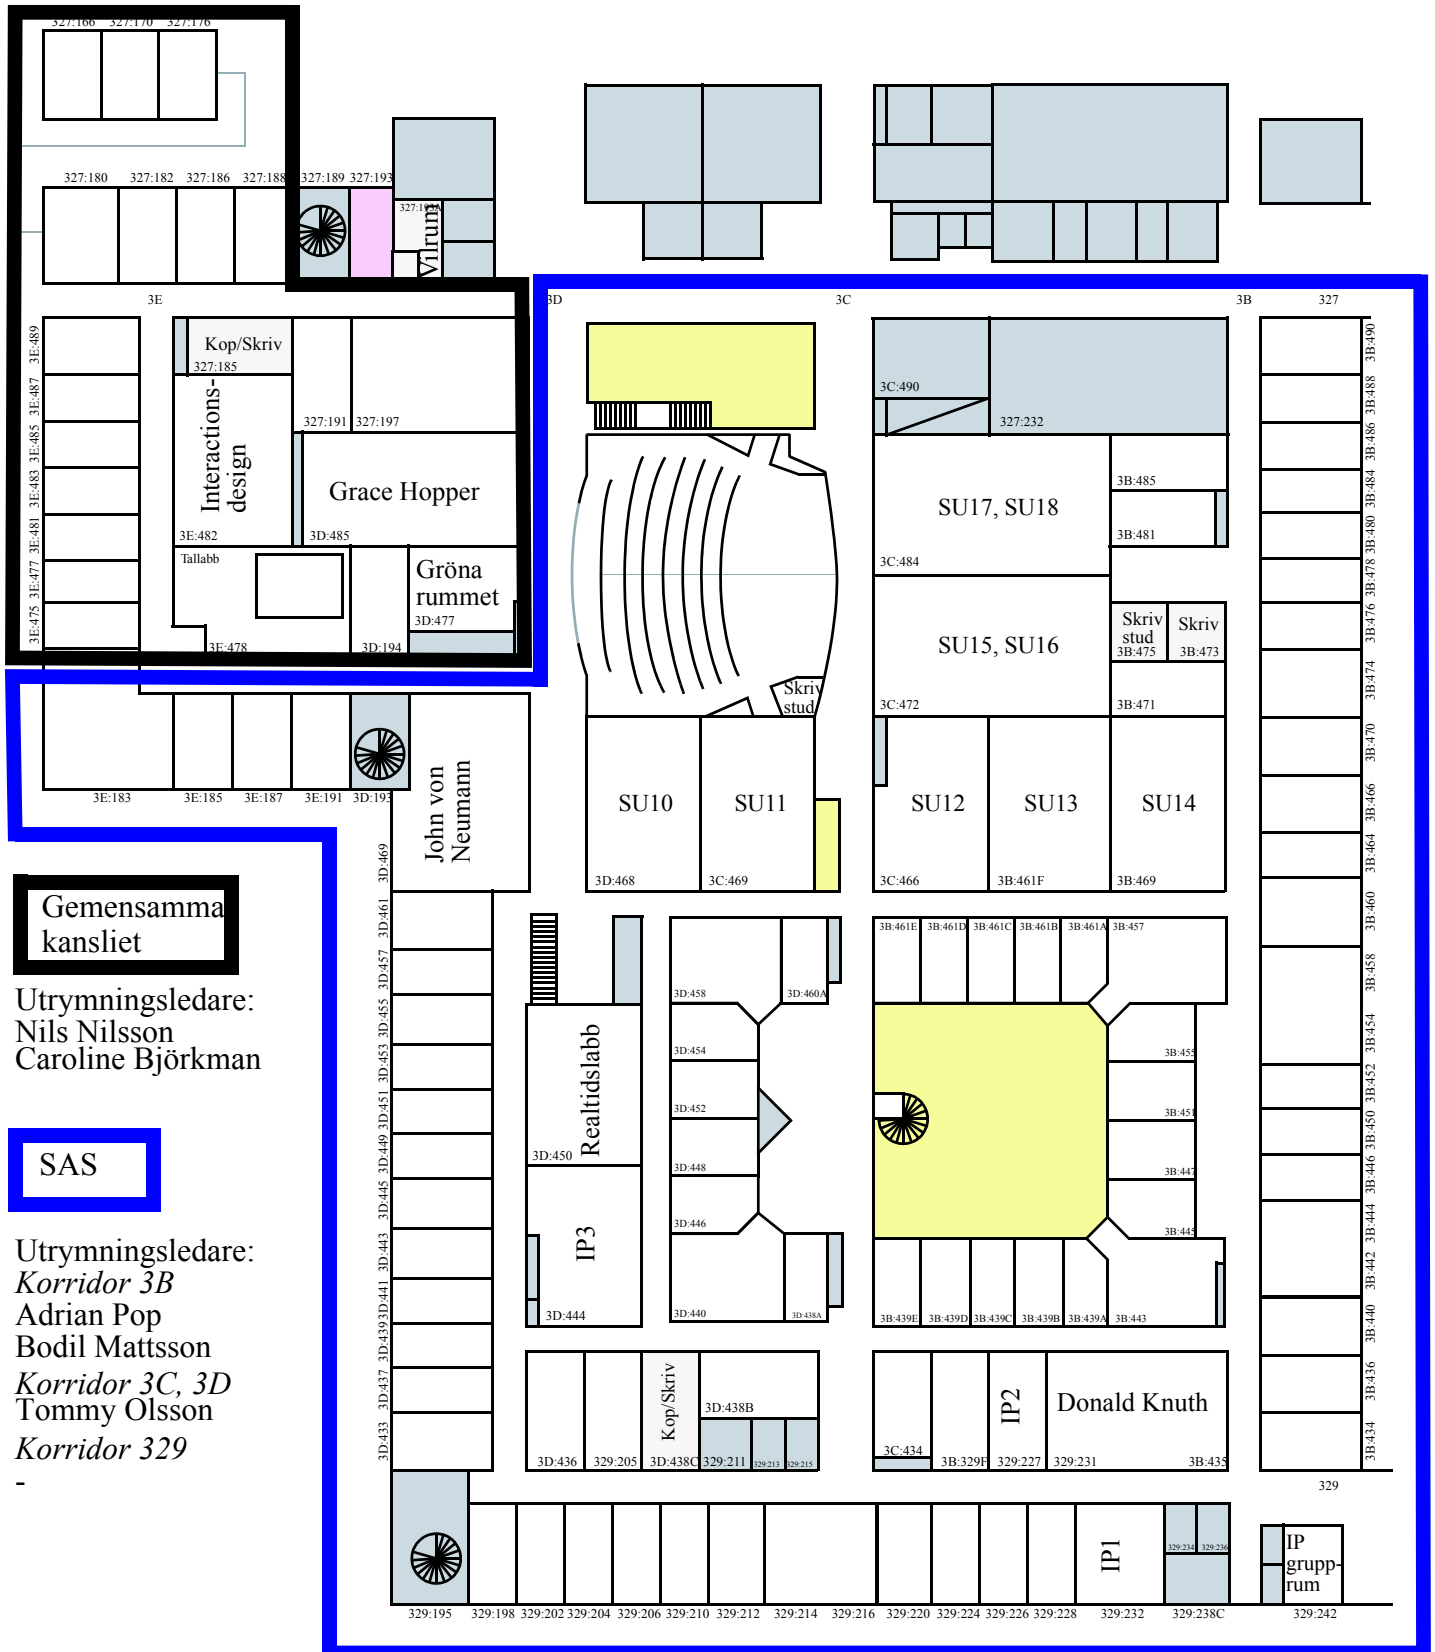 327:166 327:170 327:176
327:180 327:182 327:186 327:188 327:189 327:193
327:193A
Vilrum
3E 3D 3C 3B 327
3E:489
3E:487
3E:485
3E:483
3E:481
3E:477
3E:475
Kop/Skriv
327:185
Interactions-
design
3E:482
327:191 327:197
Grace Hopper
3D:485
Tallabb
Gröna
rummet
3D:477
3E:478
3D:194
3C:490
327:232
SU17, SU18
3C:484
3B:485
3B:481
SU15, SU16
3C:472
Skriv
stud
3B:475
Skriv
3B:473
3B:471
Skriv
stud
3B:490
3B:488
3B:486
3B:484
3B:480
3B:478
3B:476
3B:474
3B:470
3B:466
3B:464
3B:460
3B:458
3B:454
3B:452
3B:450
3B:446
3B:444
3B:442
3B:440
3B:436
3B:434
3E:183 3E:185 3E:187 3E:191 3D:193
John von
Neumann
SU10
3D:468
SU11
3C:469
SU12
3C:466
SU13
3B:461F
SU14
3B:469
3D:469
3D:461
3D:457
3D:455
3D:453
3D:451
3D:449
3D:445
3D:443
3D:441
3D:439
3D:437
3D:433
Realtidslabb
3D:450
IP3
3D:444
3D:458
3D:460A
3D:454
3D:452
3D:448
3D:446
3D:440
3D:438A
3B:461E 3B:461D 3B:461C 3B:461B 3B:461A 3B:457
3B:455
3B:451
3B:447
3B:445
3B:439E 3B:439D 3B:439C 3B:439B 3B:439A 3B:443
Kop/Skriv
3D:438B
3D:436 329:205 3D:438C 329:211 329:213 329:215
3C:434
3B:329F
IP2
329:227
Donald Knuth
329:231
3B:435
329
IP1
329:234 329:236
IP
grupp-
rum
329:195 329:198 329:202 329:204 329:206 329:210 329:212 329:214 329:216 329:220 329:224 329:226 329:228 329:232 329:238C 329:242
Gemensamma
kansliet
Utrymningsledare:
Nils Nilsson
Caroline Björkman
SAS
Utrymningsledare:
Korridor 3B
Adrian Pop
Bodil Mattsson
Korridor 3C, 3D
Tommy Olsson
Korridor 329
-